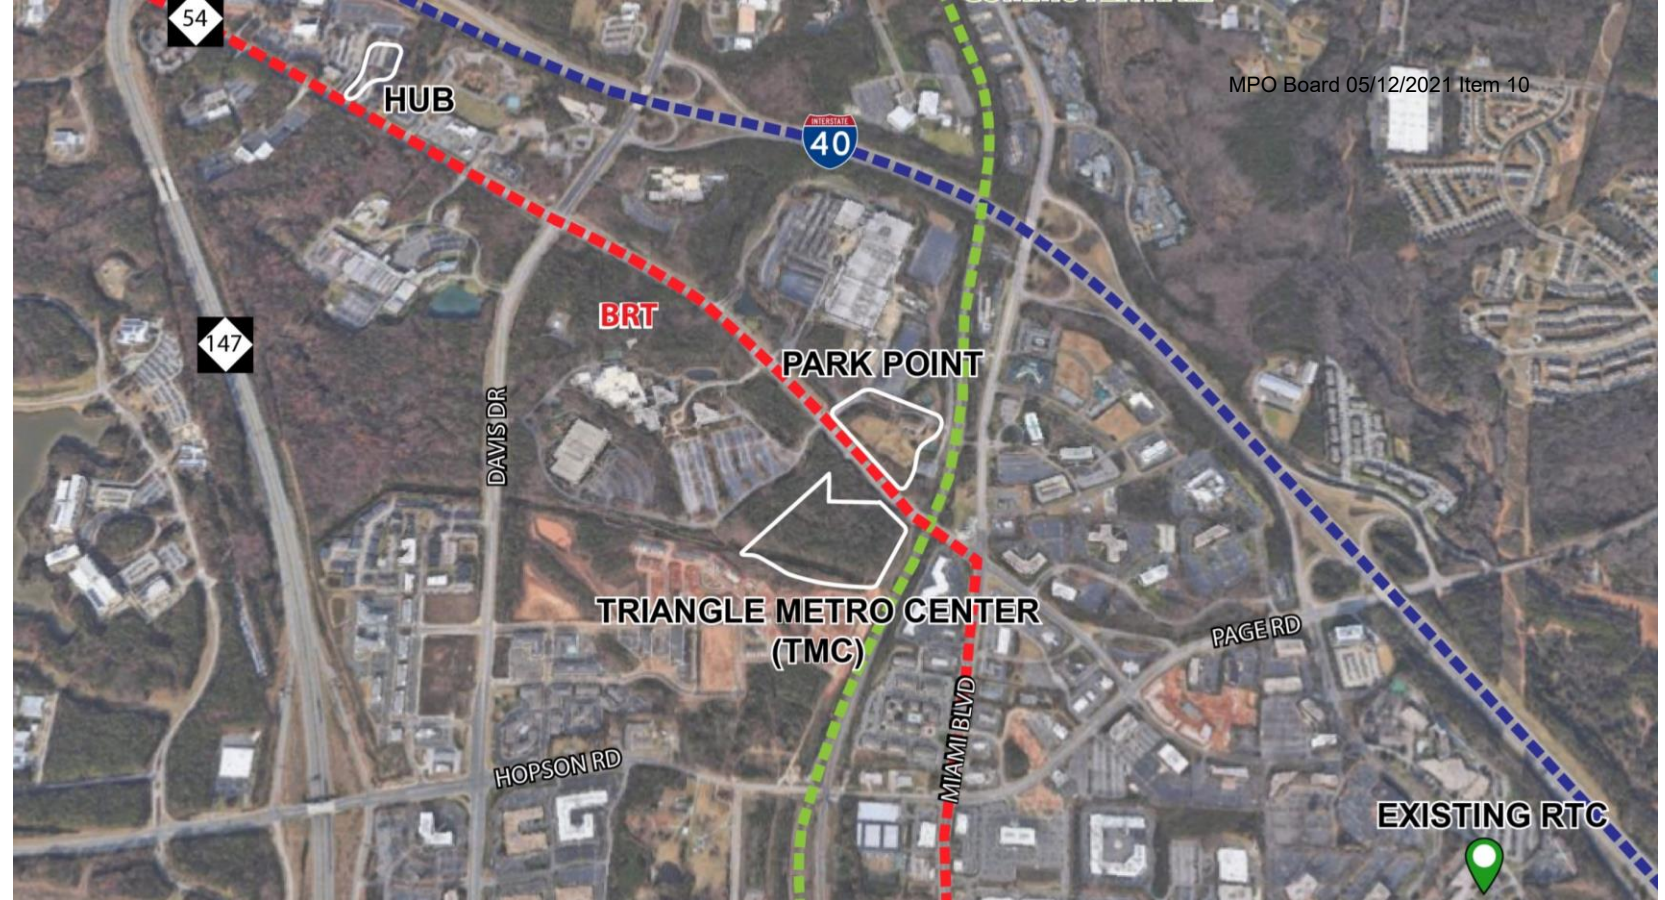 54
HUB
MPO Board 05/12/2021 Item 10
INTERSTATE
40
BRT
147
PARK POINT
DAVIS DR
TRIANGLE METRO CENTER
(TMC)
PAGE RD
MIAMI BLVD
HOPSON RD
EXISTING RTC